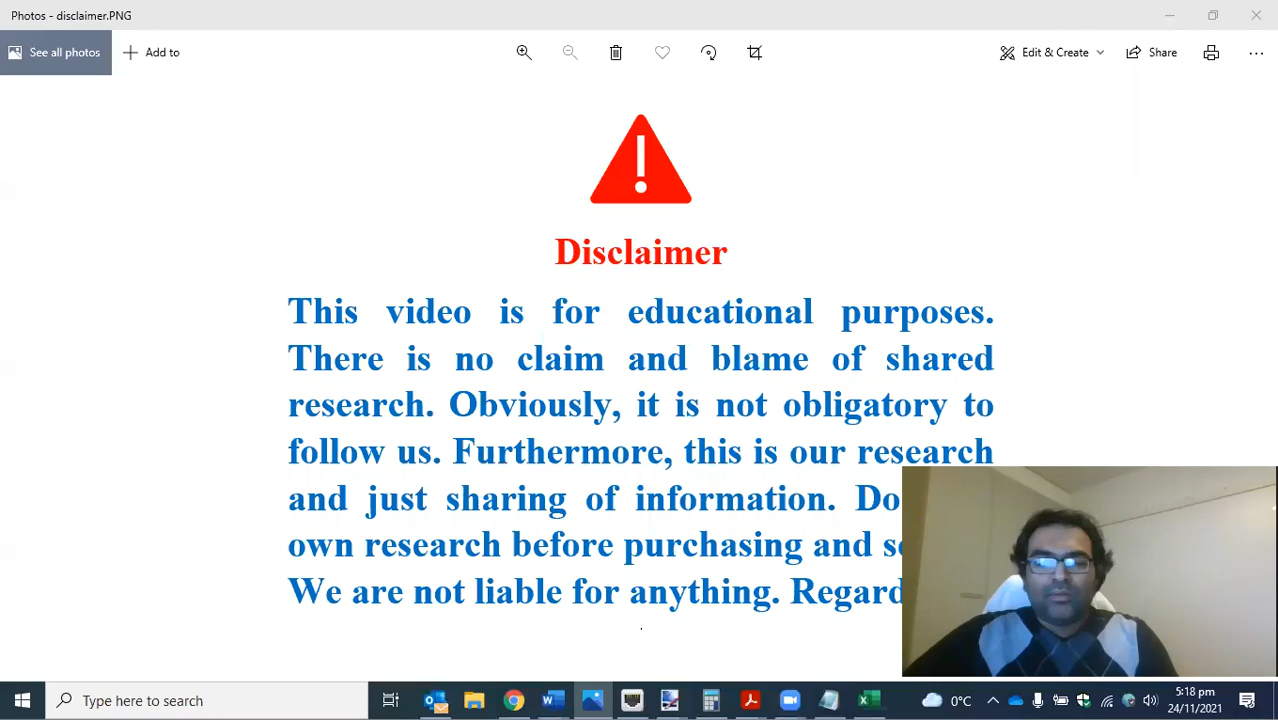 Photos - disclaimer.PNG
See all photos
Add to
Edit & Create
Share
Disclaimer
This video is for educational purposes.
There is no claim and blame of shared
research. Obviously, it is not obligatory to
follow us. Furthermore, this is our research
and just sharing of information. Do
own research before purchasing and
We are not liable for anything.
Type here to search
0°C
5:18 pm
24/11/2021